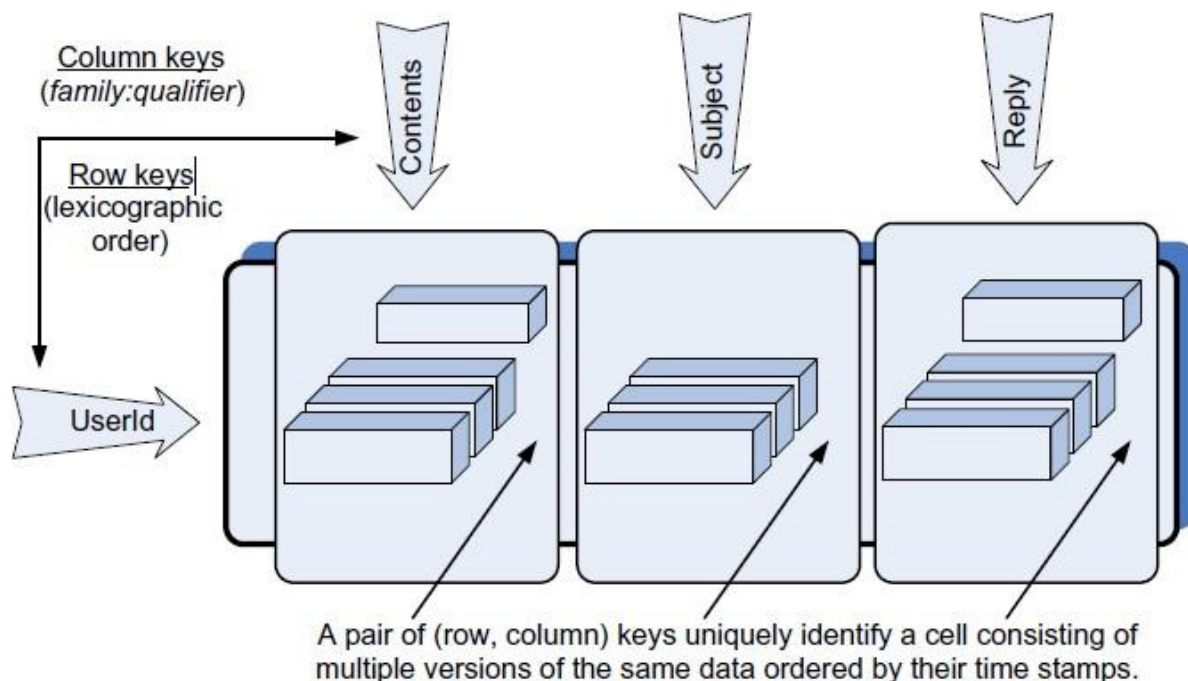 Column keys
(family:qualifier)
Row keys
(lexicographic
order)
Contents
Subject
Reply
UserId
A pair of (row, column) keys uniquely identify a cell consisting of
multiple versions of the same data ordered by their time stamps.